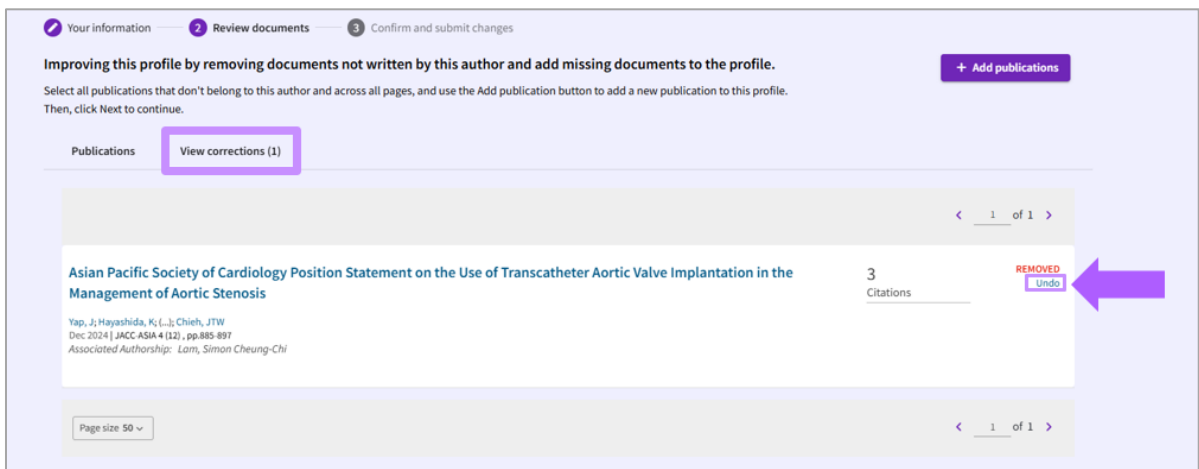 Your information 2 Review documents 3 Confirm and submit changes
Improving this profile by removing documents not written by this author and add missing documents to the profile.
+ Add publications
Select all publications that don't belong to this author and across all pages, and use the Add publication button to add a new publication to this profile.
Then, click Next to continue.
Publications View corrections (1)
< 1 of 1 >
Asian Pacific Society of Cardiology Position Statement on the Use of Transcatheter Aortic Valve Implantation in the
Management of Aortic Stenosis
3
Citations
REMOVED
Undo
Yap, J; Hayashida, K; (...); Chieh, JTW
Dec 2024 | JACC-ASIA 4 (12) , pp.885-897
Associated Authorship: Lam, Simon Cheung-Chi
Page size 50
< 1 of 1 >